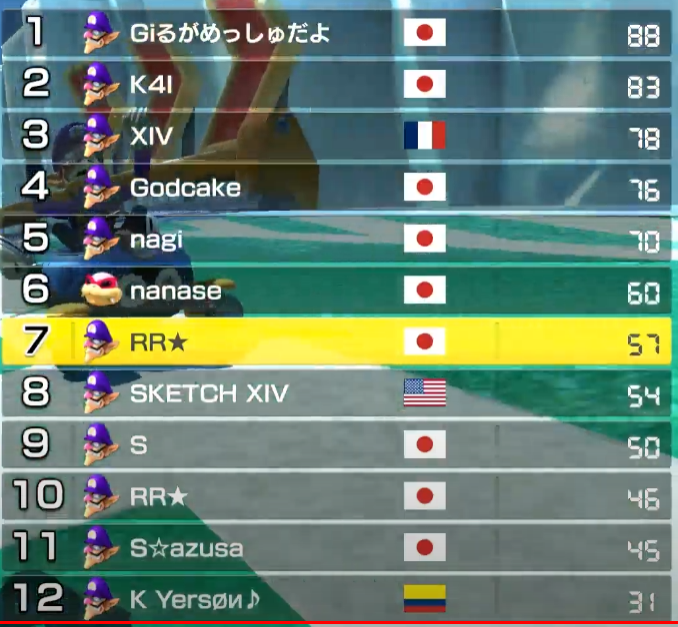 1 Giるがめっしゅだよ 88
2 K4I 83
3 XIV 78
4 Godcake 76
5 nagi 70
6 nanase 60
7 RR★ 57
8 SKETCH XIV 54
9 S 50
10 RR★ 46
11 S☆azusa 45
12 K Yersøи♪ 31